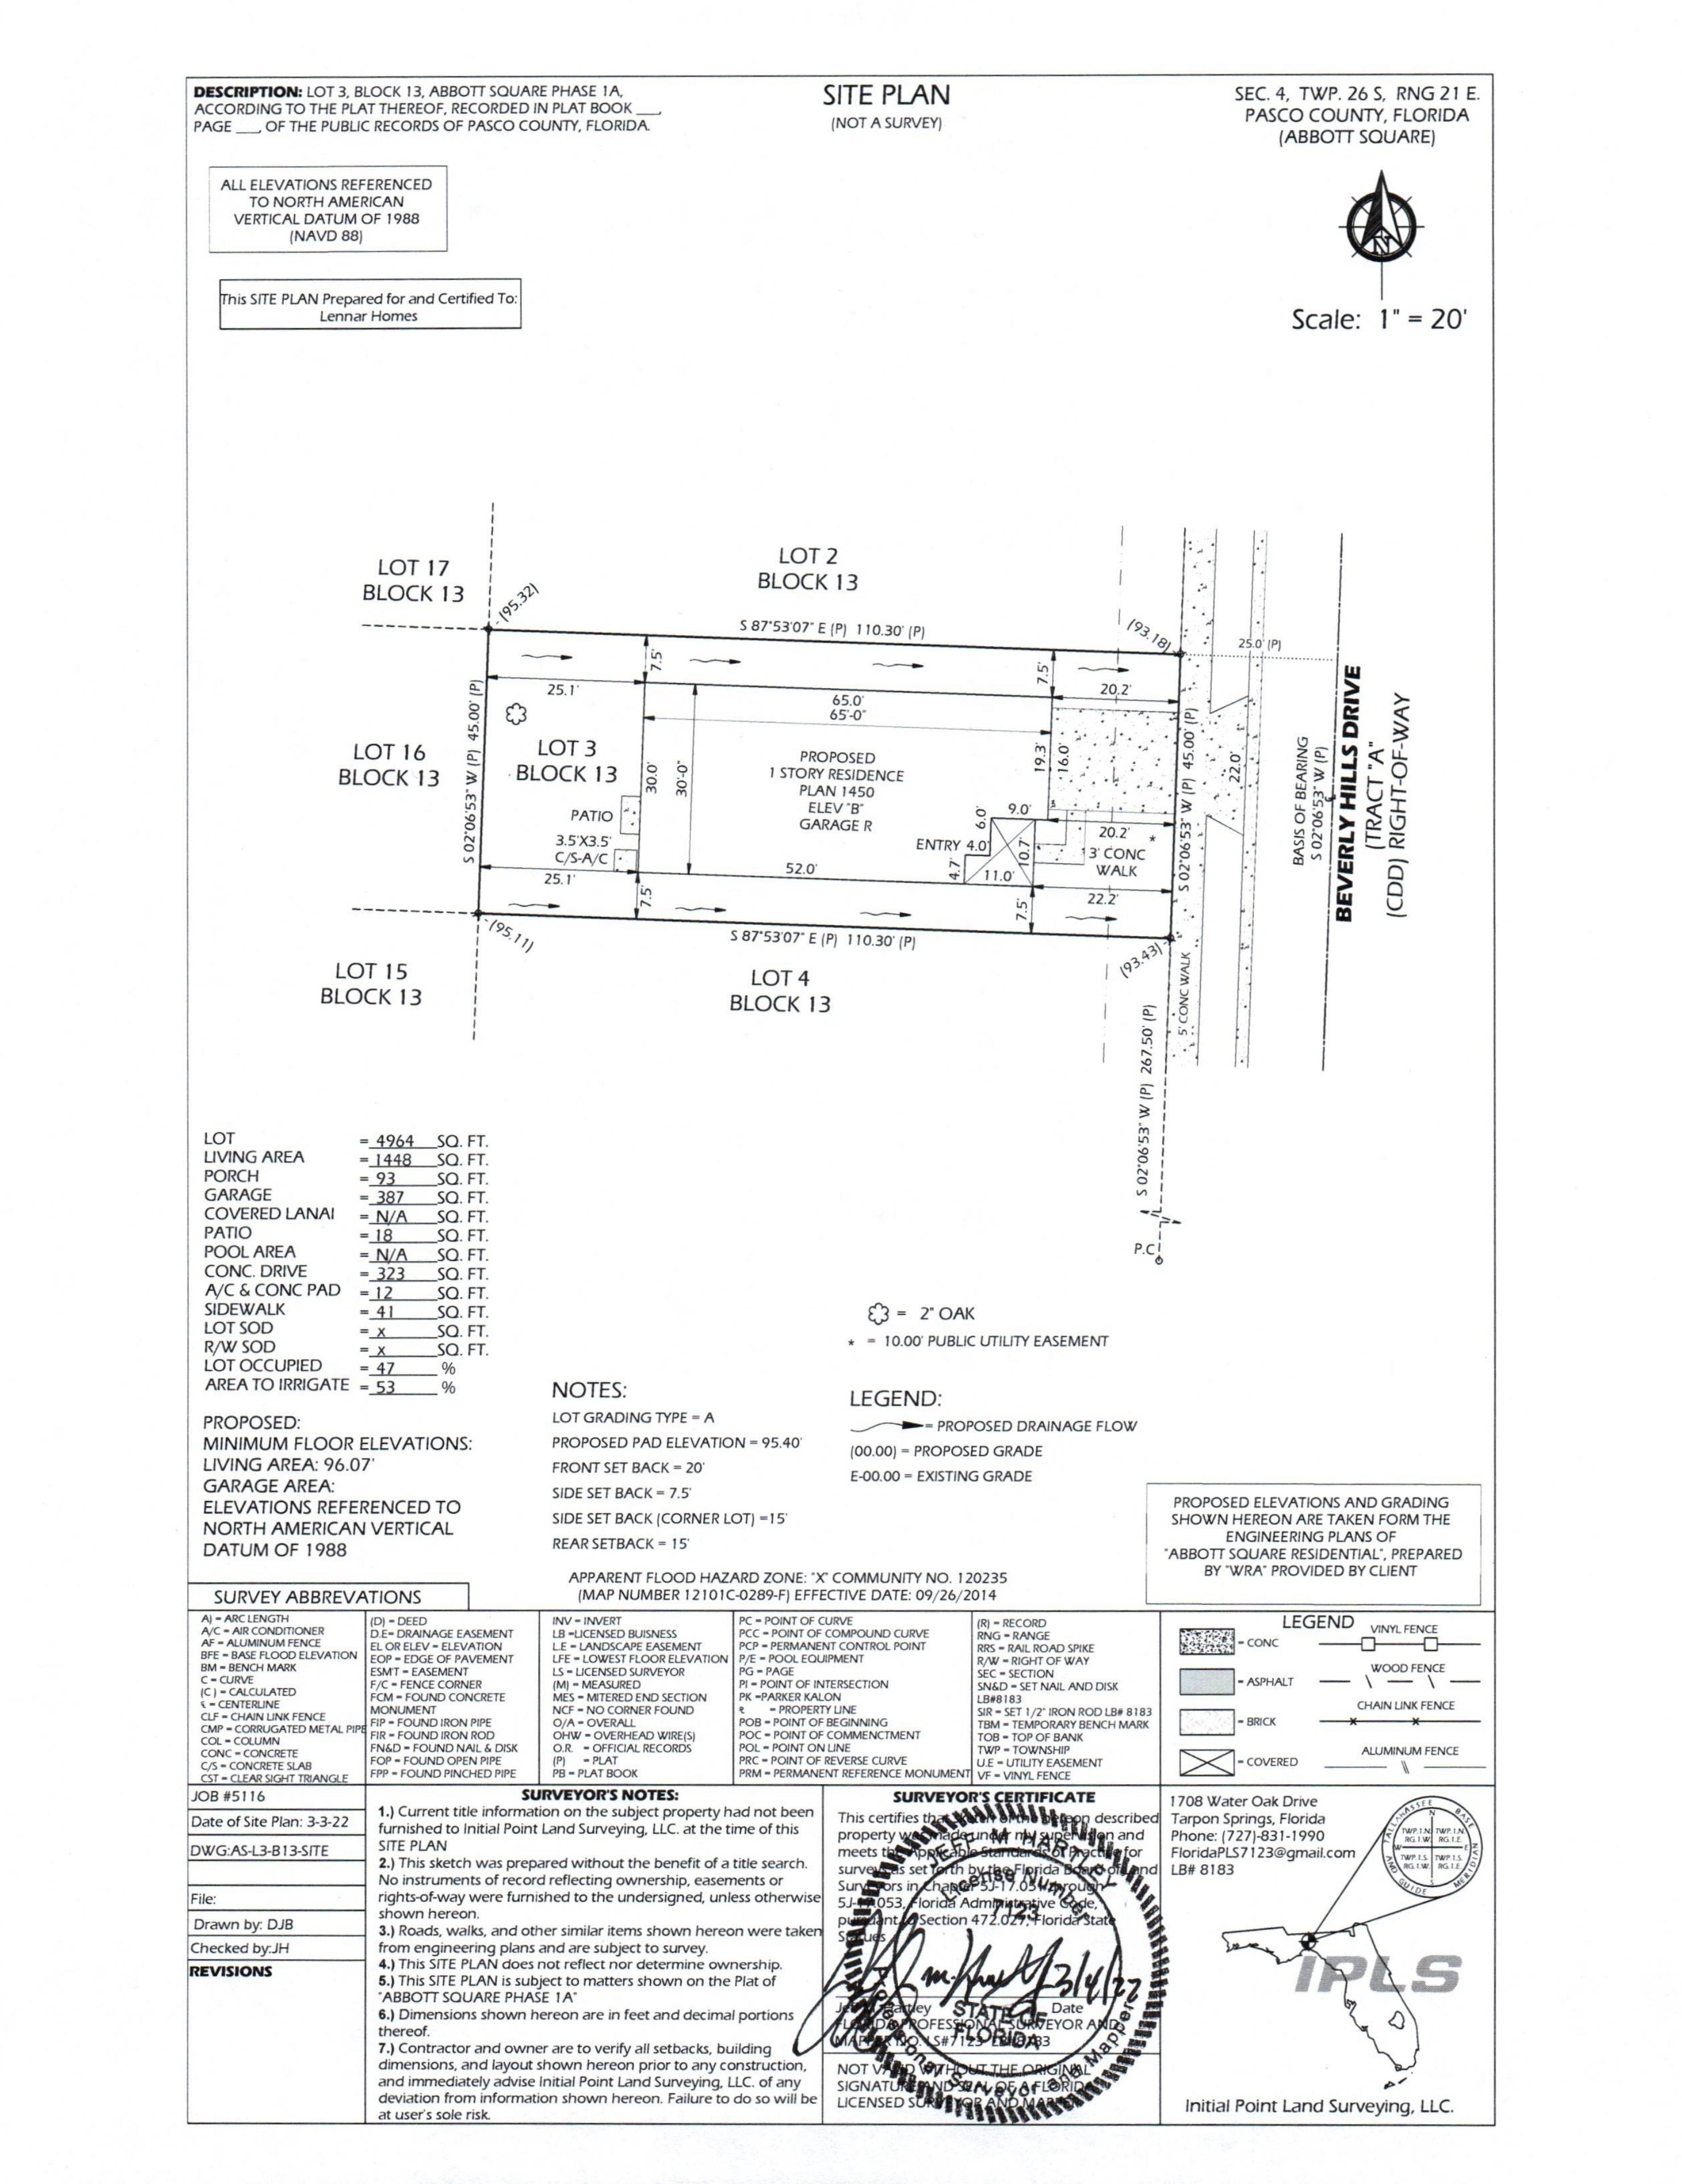 DESCRIPTION: LOT 3, BLOCK 13, ABBOTT SQUARE PHASE 1A,
ACCORDING TO THE PLAT THEREOF, RECORDED IN PLAT BOOK ___,
PAGE ___, OF THE PUBLIC RECORDS OF PASCO COUNTY, FLORIDA.
SITE PLAN
(NOT A SURVEY)
SEC. 4, TWP. 26 S, RNG 21 E.
PASCO COUNTY, FLORIDA
(ABBOTT SQUARE)
ALL ELEVATIONS REFERENCED
TO NORTH AMERICAN
VERTICAL DATUM OF 1988
(NAVD 88)
This SITE PLAN Prepared for and Certified To:
Lennar Homes
N
Scale: 1" = 20'
LOT 17
BLOCK 13
LOT 2
BLOCK 13
(95.32)
S 87°53'07" E (P) 110.30' (P)
(93.18)
25.0' (P)
7.5'
7.5'
25.1'
65.0'
65'-0"
20.2'
S 02°06'53" W (P) 45.00' (P)
LOT 16
BLOCK 13
LOT 3
BLOCK 13
30.0'
30'-0"
PROPOSED
1 STORY RESIDENCE
PLAN 1450
ELEV "B"
GARAGE R
19.3'
16.0'
S 02°06'53" W (P) 45.00' (P)
22.0'
BASIS OF BEARING
S 02°06'53" W (P)
BEVERLY HILLS DRIVE
(TRACT "A")
(CDD) RIGHT-OF-WAY
PATIO
3.5'X3.5'
C/S-A/C
6.0'
9.0'
ENTRY 4.0'
10.7'
4.7'
11.0'
20.2'
*
3' CONC
WALK
25.1'
52.0'
22.2'
7.5'
7.5'
(95.11)
S 87°53'07" E (P) 110.30' (P)
(93.43)
LOT 15
BLOCK 13
LOT 4
BLOCK 13
5' CONC WALK
S 02°06'53" W (P) 267.50' (P)
P.C.
LOT = 4964 SQ. FT.
LIVING AREA = 1448 SQ. FT.
PORCH = 93 SQ. FT.
GARAGE = 387 SQ. FT.
COVERED LANAI = N/A SQ. FT.
PATIO = 18 SQ. FT.
POOL AREA = N/A SQ. FT.
CONC. DRIVE = 323 SQ. FT.
A/C & CONC PAD = 12 SQ. FT.
SIDEWALK = 41 SQ. FT.
LOT SOD = x SQ. FT.
R/W SOD = x SQ. FT.
LOT OCCUPIED = 47 %
AREA TO IRRIGATE = 53 %
= 2" OAK
* = 10.00' PUBLIC UTILITY EASEMENT
PROPOSED:
MINIMUM FLOOR ELEVATIONS:
LIVING AREA: 96.07'
GARAGE AREA:
ELEVATIONS REFERENCED TO
NORTH AMERICAN VERTICAL
DATUM OF 1988
NOTES:
LOT GRADING TYPE = A
PROPOSED PAD ELEVATION = 95.40'
FRONT SET BACK = 20'
SIDE SET BACK = 7.5'
SIDE SET BACK (CORNER LOT) =15'
REAR SETBACK = 15'
LEGEND:
= PROPOSED DRAINAGE FLOW
(00.00) = PROPOSED GRADE
E-00.00 = EXISTING GRADE
PROPOSED ELEVATIONS AND GRADING
SHOWN HEREON ARE TAKEN FORM THE
ENGINEERING PLANS OF
"ABBOTT SQUARE RESIDENTIAL", PREPARED
BY "WRA" PROVIDED BY CLIENT
APPARENT FLOOD HAZARD ZONE: "X" COMMUNITY NO. 120235
(MAP NUMBER 12101C-0289-F) EFFECTIVE DATE: 09/26/2014
SURVEY ABBREVATIONS
A) = ARC LENGTH
A/C = AIR CONDITIONER
AF = ALUMINUM FENCE
BFE = BASE FLOOD ELEVATION
BM = BENCH MARK
C = CURVE
(C) = CALCULATED
= CENTERLINE
CLF = CHAIN LINK FENCE
CMP = CORRUGATED METAL PIPE
COL = COLUMN
CONC = CONCRETE
C/S = CONCRETE SLAB
CST = CLEAR SIGHT TRIANGLE
(D) = DEED
D.E= DRAINAGE EASEMENT
EL OR ELEV = ELEVATION
EOP = EDGE OF PAVEMENT
ESM'T = EASEMENT
F/C = FENCE CORNER
FCM = FOUND CONCRETE
MONUMENT
FIP = FOUND IRON PIPE
FIR = FOUND IRON ROD
FN&D = FOUND NAIL & DISK
FOP = FOUND OPEN PIPE
FPP = FOUND PINCHED PIPE
INV = INVERT
LB =LICENSED BUISNESS
L.E = LANDSCAPE EASEMENT
LFE = LOWEST FLOOR ELEVATION
LS = LICENSED SURVEYOR
(M) = MEASURED
MES = MITERED END SECTION
NCF = NO CORNER FOUND
O/A = OVERALL
OHW = OVERHEAD WIRE(S)
O.R. = OFFICIAL RECORDS
(P) = PLAT
PB = PLAT BOOK
PC = POINT OF CURVE
PCC = POINT OF COMPOUND CURVE
PCP = PERMANENT CONTROL POINT
P/E = POOL EQUIPMENT
PG = PAGE
PI = POINT OF INTERSECTION
PK =PARKER KALON
= PROPERTY LINE
POB = POINT OF BEGINNING
POC = POINT OF COMMENCTMENT
POL = POINT ON LINE
PRC = POINT OF REVERSE CURVE
PRM = PERMANENT REFERENCE MONUMENT
(R) = RECORD
RNG = RANGE
RRS = RAIL ROAD SPIKE
R/W = RIGHT OF WAY
SEC = SECTION
SN&D = SET NAIL AND DISK
LB#8183
SIR = SET 1/2" IRON ROD LB# 8183
TBM = TEMPORARY BENCH MARK
TOB = TOP OF BANK
TWP = TOWNSHIP
U.E = UTILITY EASEMENT
VF = VINYL FENCE
LEGEND
= CONC
= ASPHALT
= BRICK
= COVERED
VINYL FENCE
WOOD FENCE
CHAIN LINK FENCE
ALUMINUM FENCE
JOB #5116
Date of Site Plan: 3-3-22
DWG:AS-L3-B13-SITE
File:
Drawn by: DJB
Checked by:JH
REVISIONS
SURVEYOR'S NOTES:
1.) Current title information on the subject property had not been
furnished to Initial Point Land Surveying, LLC. at the time of this
SITE PLAN
2.) This sketch was prepared without the benefit of a title search.
No instruments of record reflecting ownership, easements or
rights-of-way were furnished to the undersigned, unless otherwise
shown hereon.
3.) Roads, walks, and other similar items shown hereon were taken
from engineering plans and are subject to survey.
4.) This SITE PLAN does not reflect nor determine ownership.
5.) This SITE PLAN is subject to matters shown on the Plat of
"ABBOTT SQUARE PHASE 1A"
6.) Dimensions shown hereon are in feet and decimal portions
thereof.
7.) Contractor and owner are to verify all setbacks, building
dimensions, and layout shown hereon prior to any construction,
and immediately advise Initial Point Land Surveying, LLC. of any
deviation from information shown hereon. Failure to do so will be
at user's sole risk.
SURVEYOR'S CERTIFICATE
This certifies that sketch of the hereon described
property was made under my supervision and
meets the Applicable Standards of Practice for
surveys as set forth by the Florida Board of Land
Surveyors in Chapter 5J-17.051 through
5J-17.053, Florida Administrative Code,
pursuant to Section 472.027, Florida State
Statues
3/4/22
Date
FLORIDA PROFESSIONAL SURVEYOR AND
MAPPER NO. LS#7123 LB#8183
License Number
7123
STATE OF
FLORIDA
Professional Surveyor and Mapper
NOT VALID WITHOUT THE ORIGINAL
SIGNATURE AND SEAL OF A FLORIDA
LICENSED SURVEYOR AND MAPPER
1708 Water Oak Drive
Tarpon Springs, Florida
Phone: (727)-831-1990
FloridaPLS7123@gmail.com
LB# 8183
TALLAHASSEE BASE
AND GUIDE MERIDIAN
N
W
E
S
TWP.1.N. TWP.1.N.
RG.1.W. RG.1.E.
TWP.1.S. TWP.1.S.
RG.1.W. RG.1.E.
IPLS
Initial Point Land Surveying, LLC.